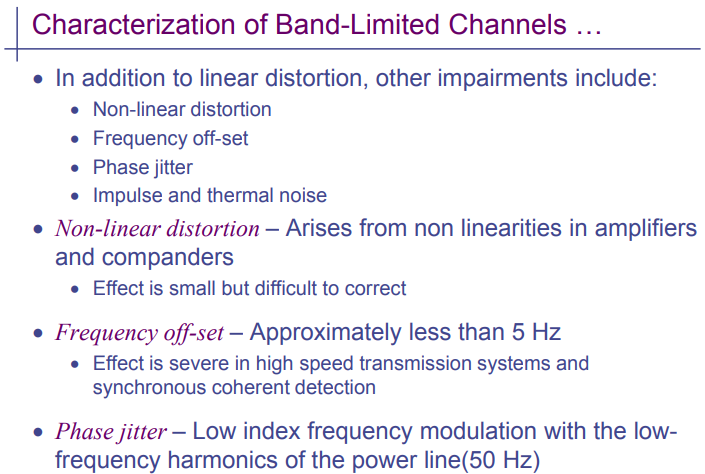 Characterization of Band-Limited Channels …
• In addition to linear distortion, other impairments include:
• Non-linear distortion
• Frequency off-set
• Phase jitter
• Impulse and thermal noise
• Non-linear distortion – Arises from non linearities in amplifiers
and companders
• Effect is small but difficult to correct
• Frequency off-set – Approximately less than 5 Hz
• Effect is severe in high speed transmission systems and
synchronous coherent detection
• Phase jitter – Low index frequency modulation with the low-
frequency harmonics of the power line(50 Hz)